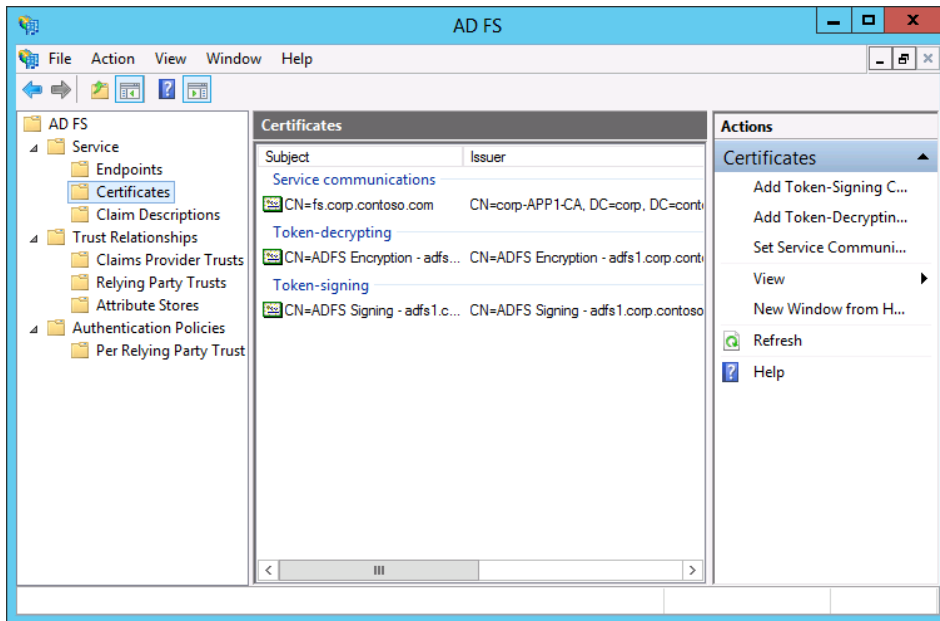 AD FS
File Action View Window Help
AD FS
Service
Endpoints
Certificates
Claim Descriptions
Trust Relationships
Claims Provider Trusts
Relying Party Trusts
Attribute Stores
Authentication Policies
Per Relying Party Trust
Certificates
Subject Issuer
Service communications
CN=fs.corp.contoso.com CN=corp-APP1-CA, DC=corp, DC=conto
Token-decrypting
CN=ADFS Encryption - adfs... CN=ADFS Encryption - adfs1.corp.conto
Token-signing
CN=ADFS Signing - adfs1.c... CN=ADFS Signing - adfs1.corp.contoso
Actions
Certificates
Add Token-Signing C...
Add Token-Decryptin...
Set Service Communi...
View
New Window from H...
Refresh
Help